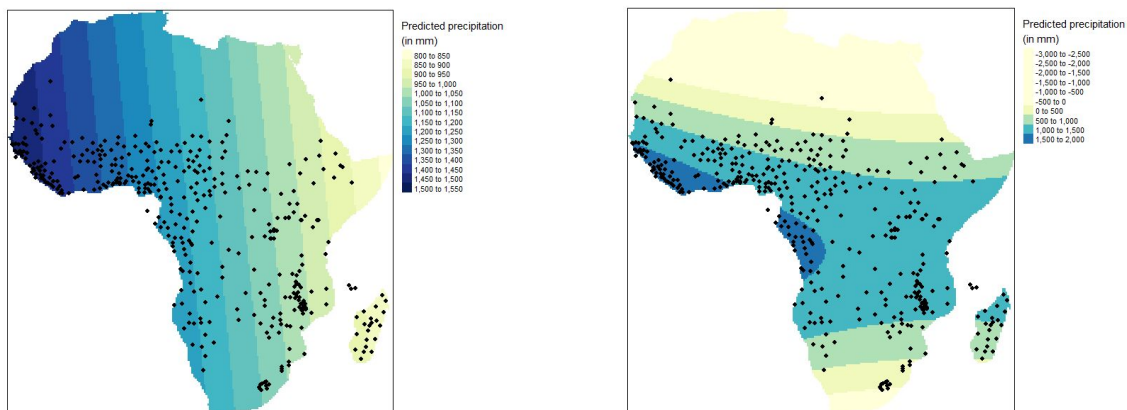 Predicted precipitation
(in mm)
800 to 850
850 to 900
900 to 950
950 to 1,000
1,000 to 1,050
1,050 to 1,100
1,100 to 1,150
1,150 to 1,200
1,200 to 1,250
1,250 to 1,300
1,300 to 1,350
1,350 to 1,400
1,400 to 1,450
1,450 to 1,500
1,500 to 1,550
Predicted precipitation
(in mm)
-3,000 to -2,500
-2,500 to -2,000
-2,000 to -1,500
-1,500 to -1,000
-1,000 to -500
-500 to 0
0 to 500
500 to 1,000
1,000 to 1,500
1,500 to 2,000